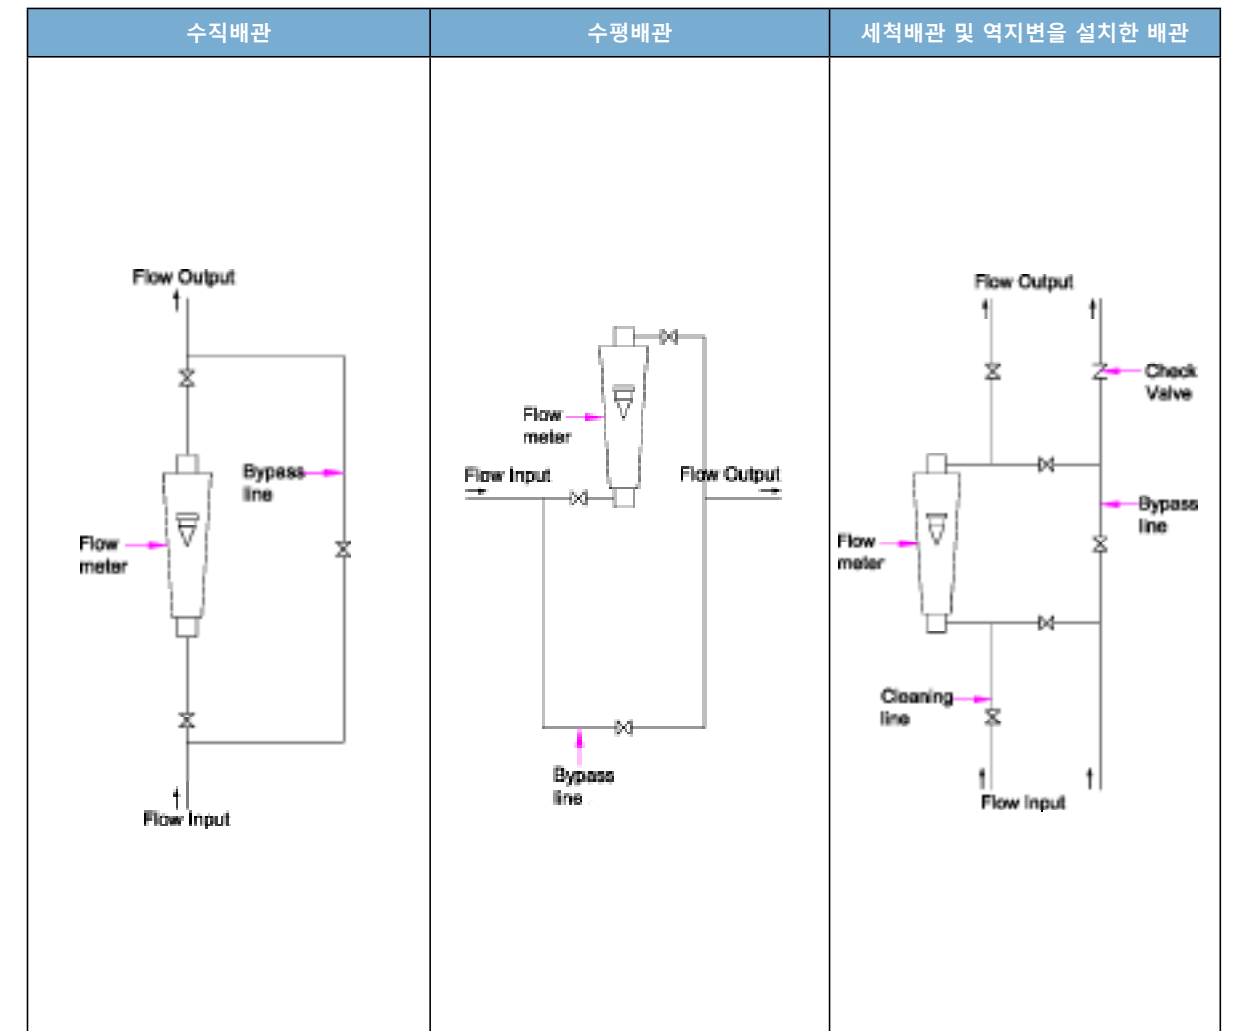 수직배관
수평배관
세척배관 및 역지변을 설치한 배관
Flow Output
Bypass
line
Flow
meter
Flow Input
Flow
meter
Flow Input
Flow Output
Bypass
line
Flow Output
Check
Valve
Bypass
line
Flow
meter
Cleaning
line
Flow Input